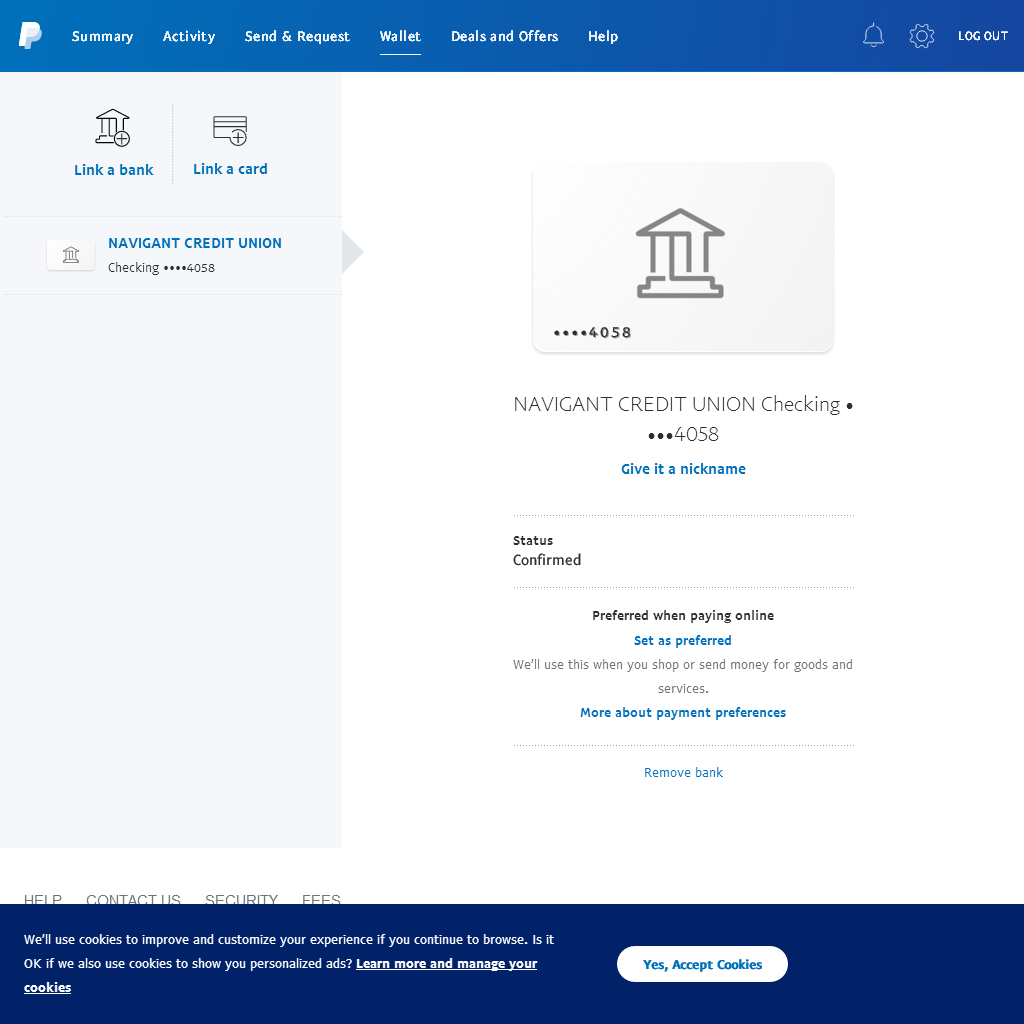 Summary Activity Send & Request Wallet Deals and Offers Help LOG OUT
Link a bank Link a card
NAVIGANT CREDIT UNION
Checking ••••4058
••••4058
NAVIGANT CREDIT UNION Checking •
•••4058
Give it a nickname
Status
Confirmed
Preferred when paying online
Set as preferred
We'll use this when you shop or send money for goods and
services.
More about payment preferences
Remove bank
HELP CONTACT US SECURITY FEES
We'll use cookies to improve and customize your experience if you continue to browse. Is it
OK if we also use cookies to show you personalized ads? Learn more and manage your
cookies
Yes, Accept Cookies